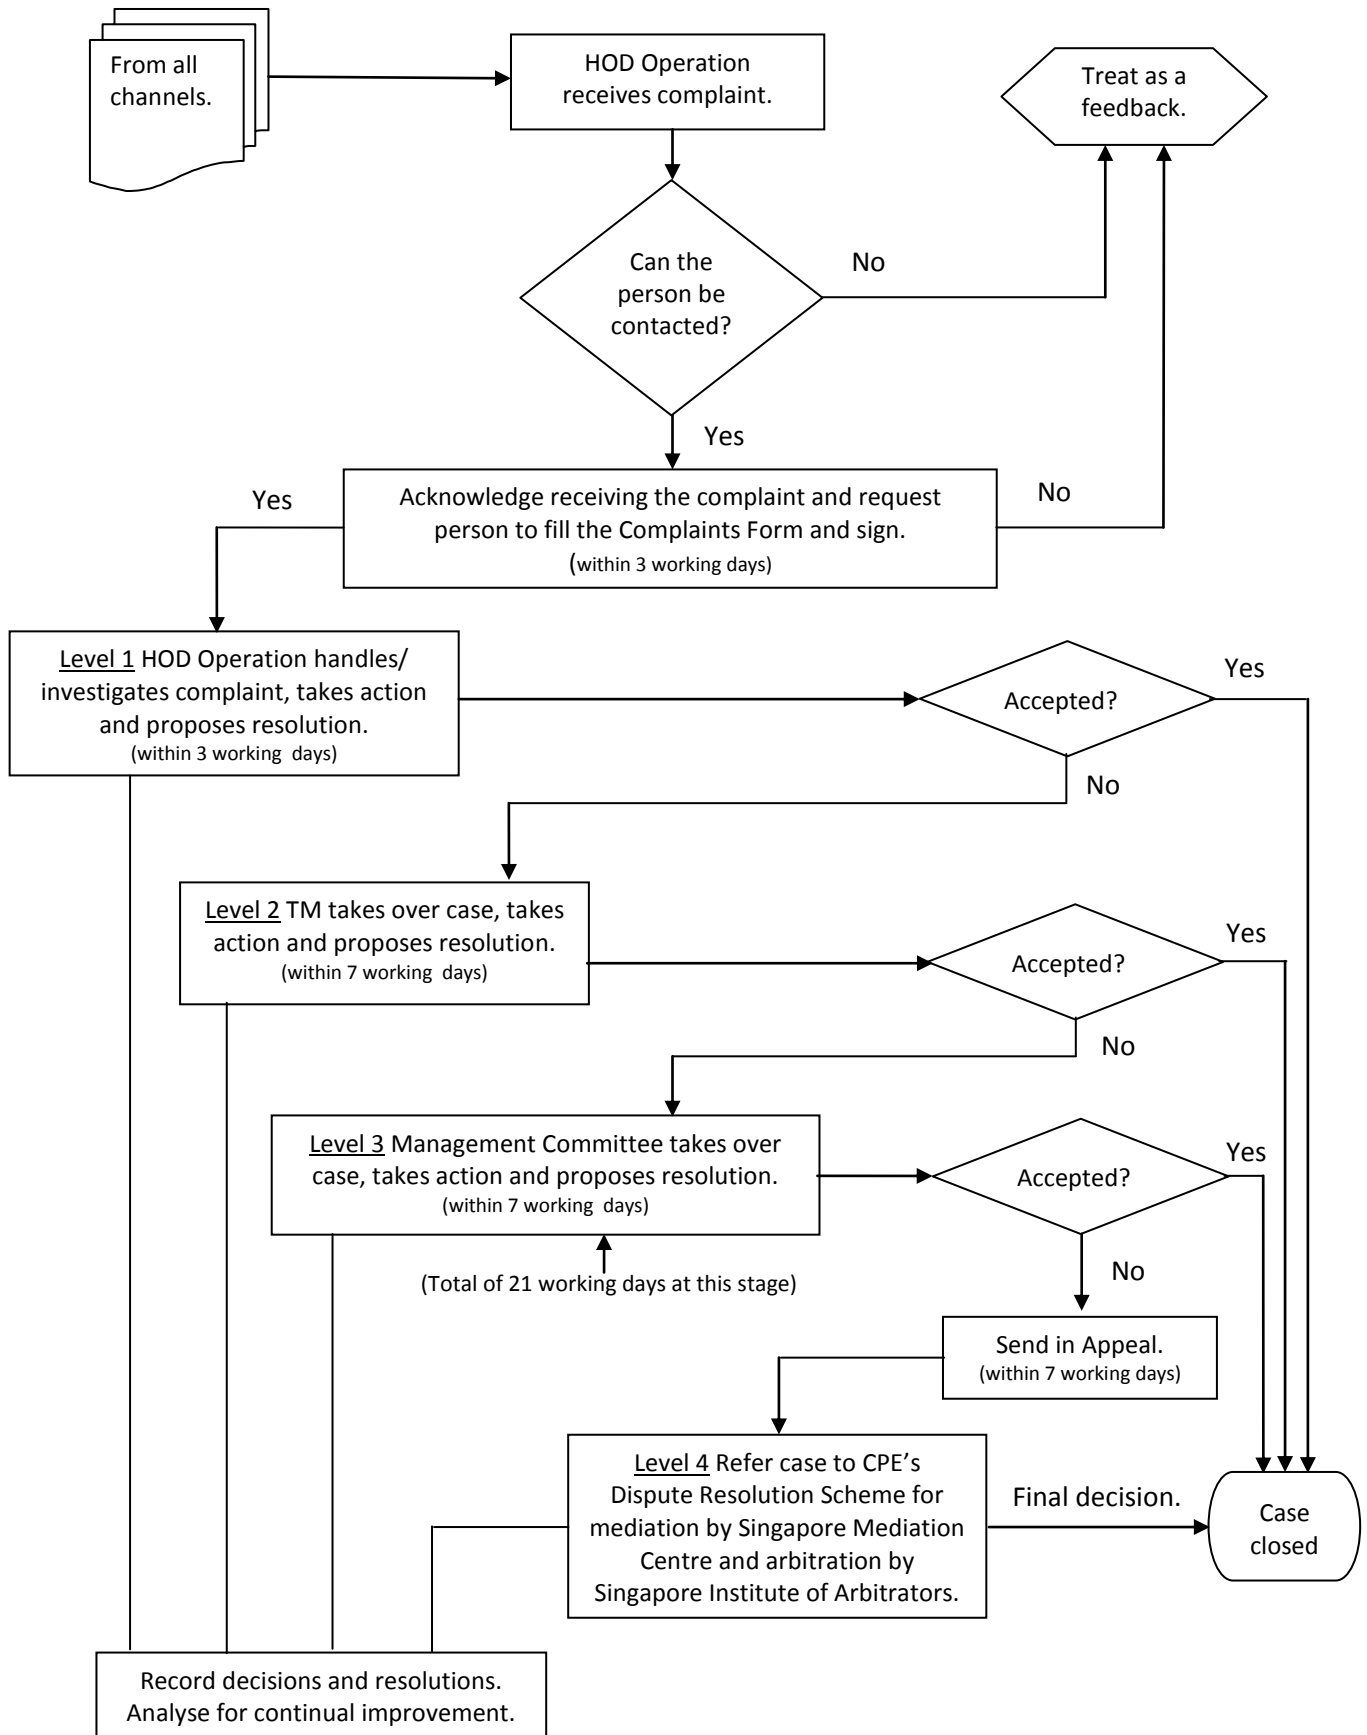 From all
channels.
HOD Operation
receives complaint.
Treat as a
feedback.
Can the
person be
contacted?
No
Yes
Acknowledge receiving the complaint and request
person to fill the Complaints Form and sign.
(within 3 working days)
Yes
No
Level 1 HOD Operation handles/
investigates complaint, takes action
and proposes resolution.
(within 3 working days)
Accepted?
Yes
No
Level 2 TM takes over case, takes
action and proposes resolution.
(within 7 working days)
Accepted?
Yes
No
Level 3 Management Committee takes over
case, takes action and proposes resolution.
(within 7 working days)
Accepted?
Yes
(Total of 21 working days at this stage)
No
Send in Appeal.
(within 7 working days)
Level 4 Refer case to CPE’s
Dispute Resolution Scheme for
mediation by Singapore Mediation
Centre and arbitration by
Singapore Institute of Arbitrators.
Final decision.
Case
closed
Record decisions and resolutions.
Analyse for continual improvement.